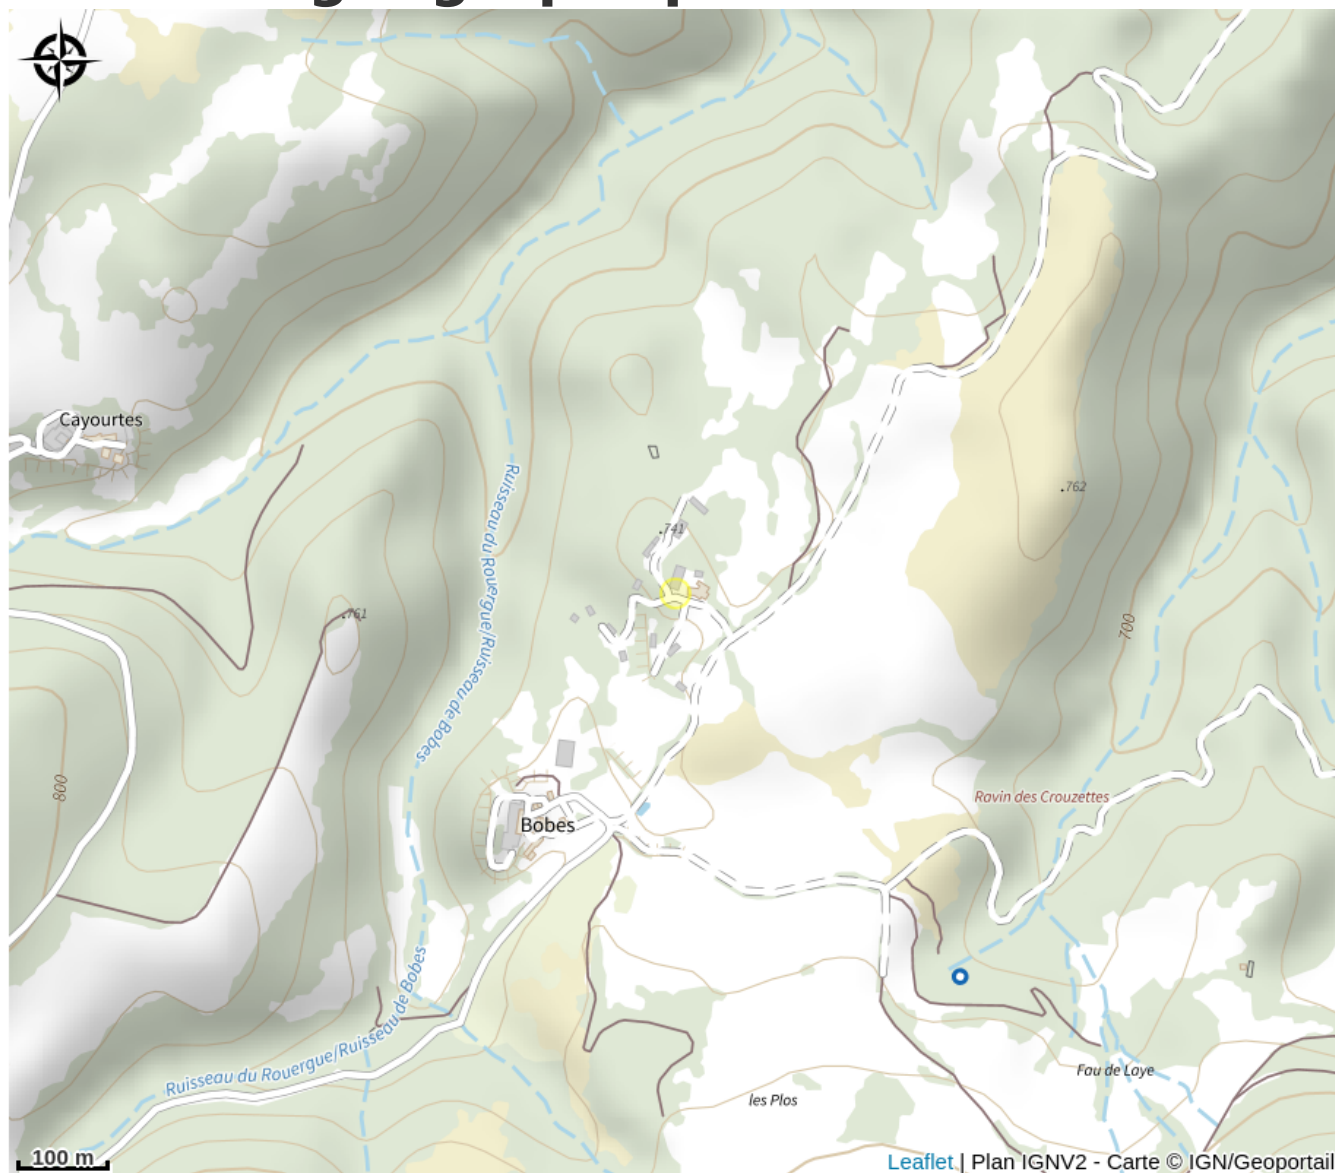 Cayourtes
762
Ruisseau du Rouergue/Ruisseau de Bobes
741
761
700
800
Ravin des Crouzettes
Bobes
Ruisseau du Rouergue/Ruisseau de Bobes
Fau de Laye
les Plos
100 m
Leaflet | Plan IGNV2 - Carte © IGN/Geoportail